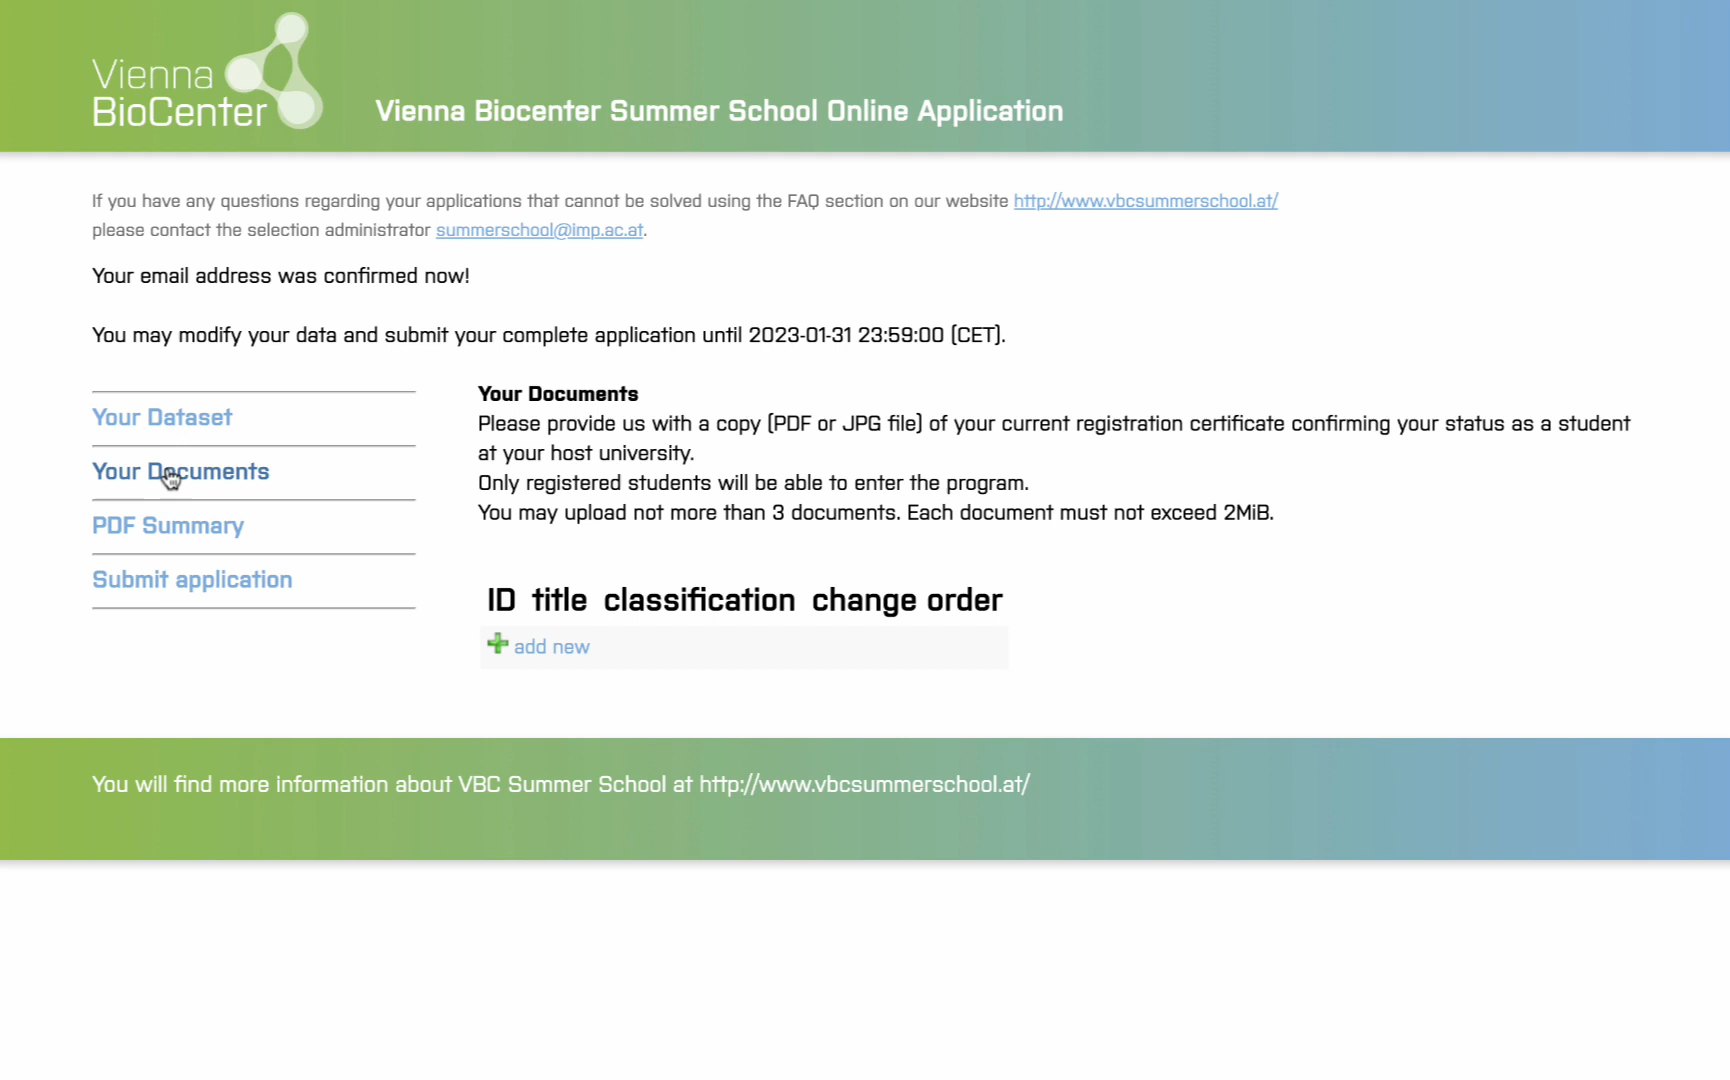 Vienna
BioCenter
Vienna Biocenter Summer School Online Application
If you have any questions regarding your applications that cannot be solved using the FAQ section on our website http://www.vbcsummerschool.at/
please contact the selection administrator summerschool@imp.ac.at.
Your email address was confirmed now!
You may modify your data and submit your complete application until 2023-01-31 23:59:00 (CET).
Your Dataset
Your Documents
PDF Summary
Submit application
Your Documents
Please provide us with a copy (PDF or JPG file) of your current registration certificate confirming your status as a student
at your host university.
Only registered students will be able to enter the program.
You may upload not more than 3 documents. Each document must not exceed 2MiB.
ID title classification change order
add new
You will find more information about VBC Summer School at http://www.vbcsummerschool.at/